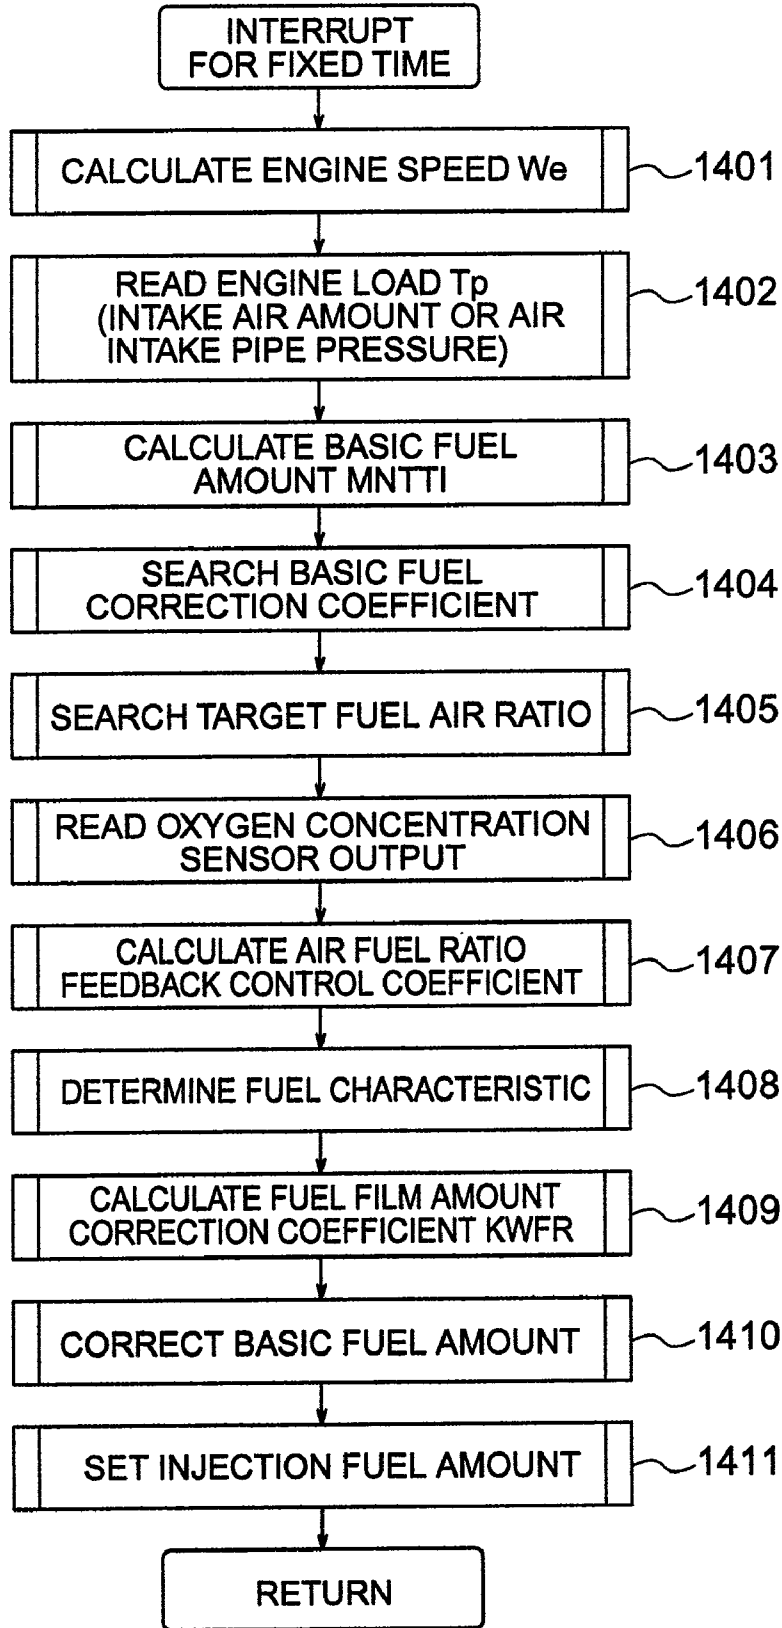 INTERRUPT
FOR FIXED TIME
CALCULATE ENGINE SPEED We
1401
READ ENGINE LOAD Tp
(INTAKE AIR AMOUNT OR AIR
INTAKE PIPE PRESSURE)
1402
CALCULATE BASIC FUEL
AMOUNT MNTTI
1403
SEARCH BASIC FUEL
CORRECTION COEFFICIENT
1404
SEARCH TARGET FUEL AIR RATIO
1405
READ OXYGEN CONCENTRATION
SENSOR OUTPUT
1406
CALCULATE AIR FUEL RATIO
FEEDBACK CONTROL COEFFICIENT
1407
DETERMINE FUEL CHARACTERISTIC
1408
CALCULATE FUEL FILM AMOUNT
CORRECTION COEFFICIENT KWFR
1409
CORRECT BASIC FUEL AMOUNT
1410
SET INJECTION FUEL AMOUNT
1411
RETURN